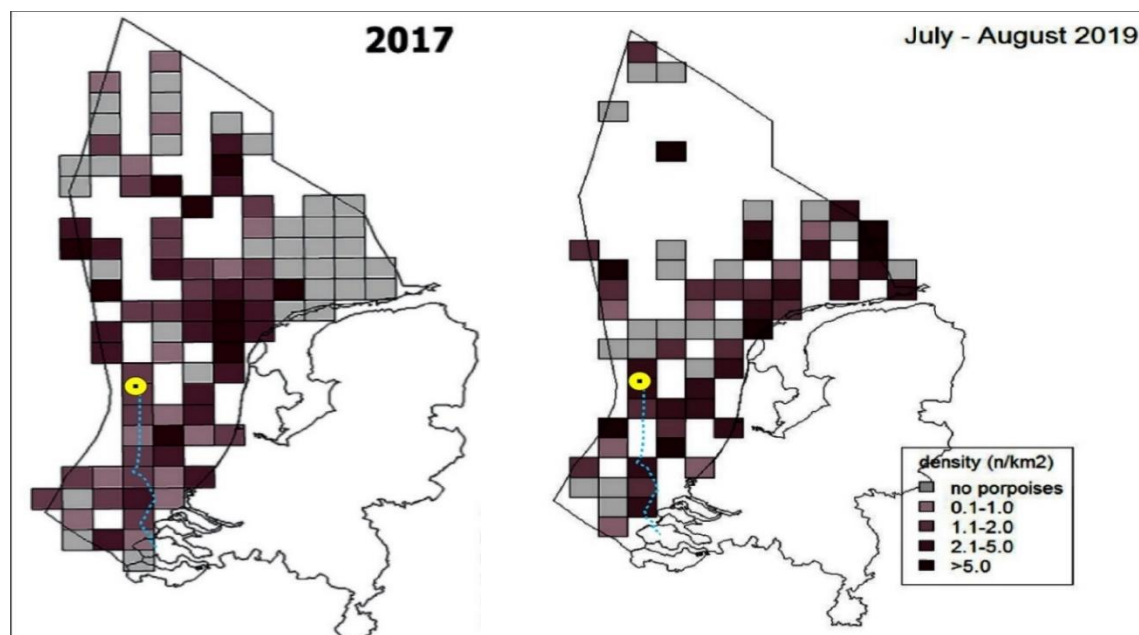 2017
July - August 2019
density (n/km2)
no porpoises
0.1-1.0
1.1-2.0
2.1-5.0
>5.0